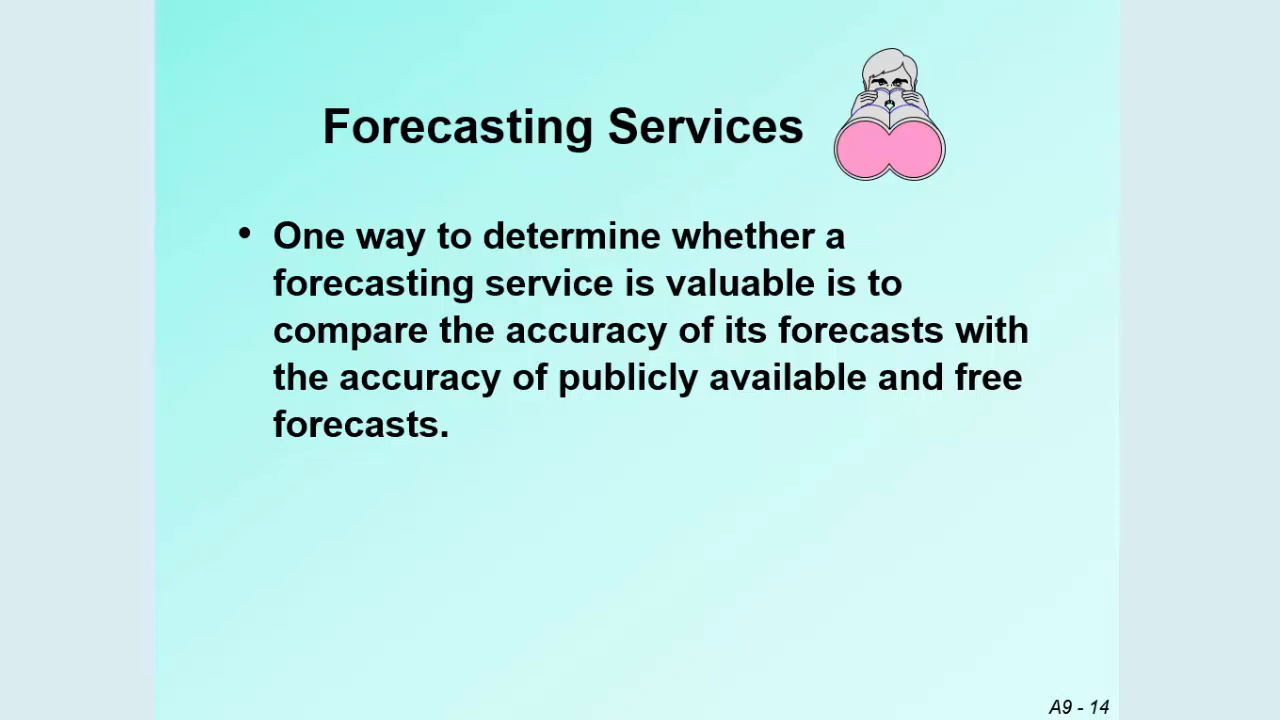 Forecasting Services
• One way to determine whether a
forecasting service is valuable is to
compare the accuracy of its forecasts with
the accuracy of publicly available and free
forecasts.
A9 - 14